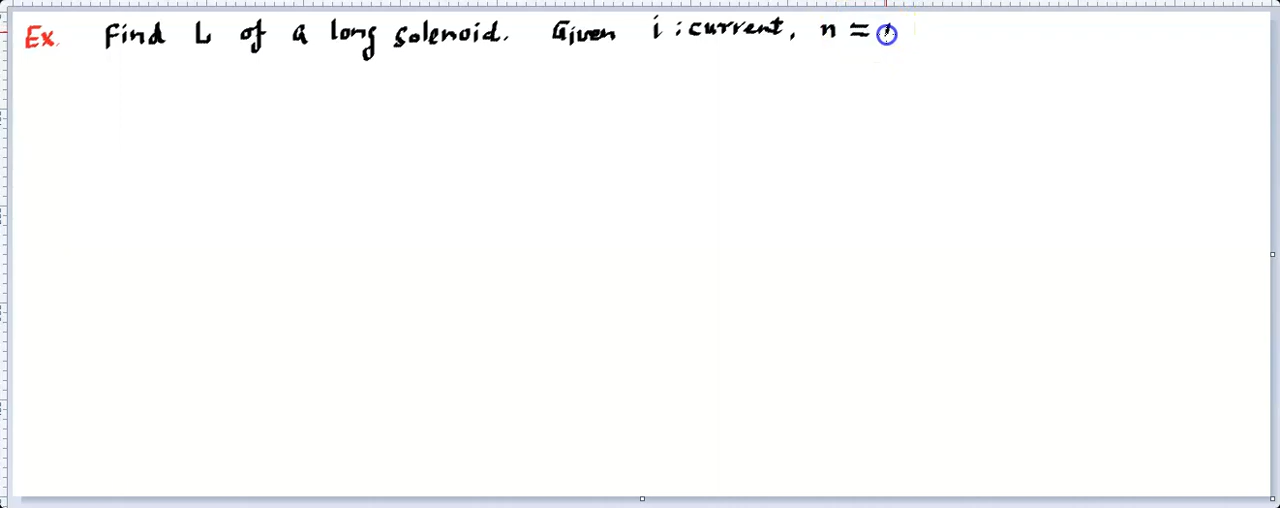 Ex. Find L of a long solenoid. Given i : current, n =